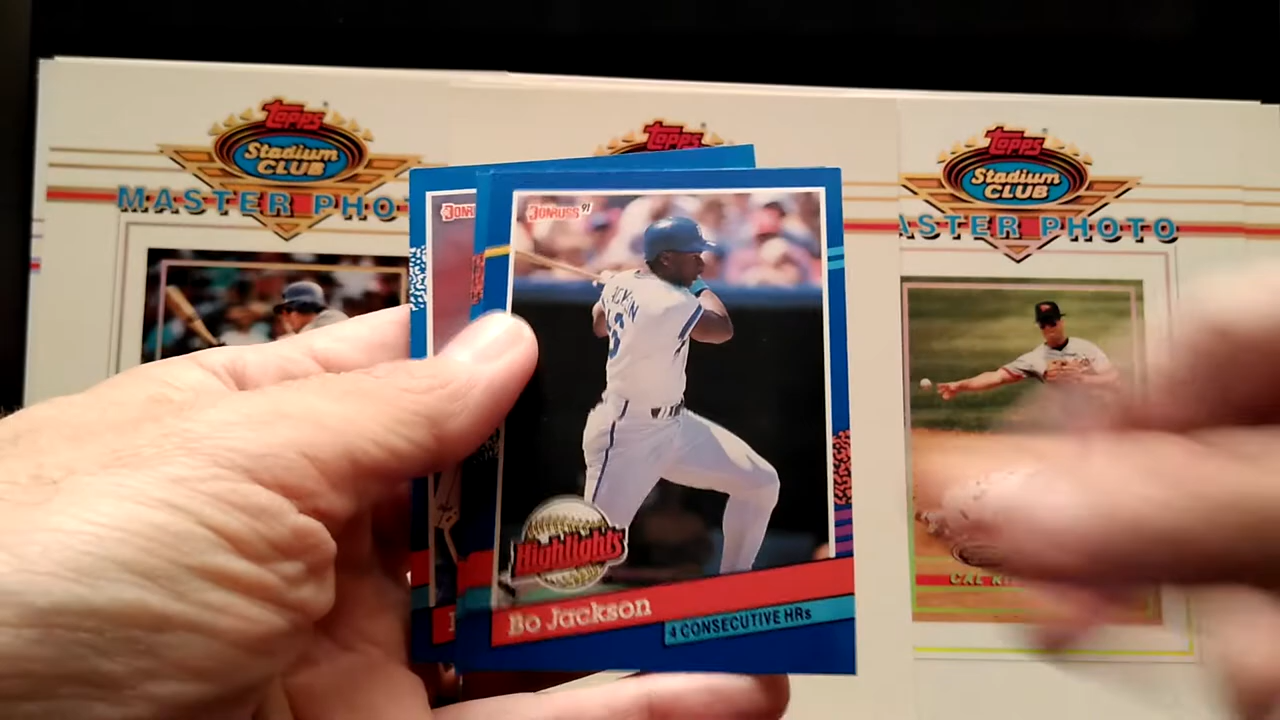 Topps
Stadium
CLUB
MASTER PHO
Topps
Topps
Stadium
CLUB
ASTER PHOTO
DONR
DONRUSS 91
Highlights
Bo Jackson
4 CONSECUTIVE HRs
CAL